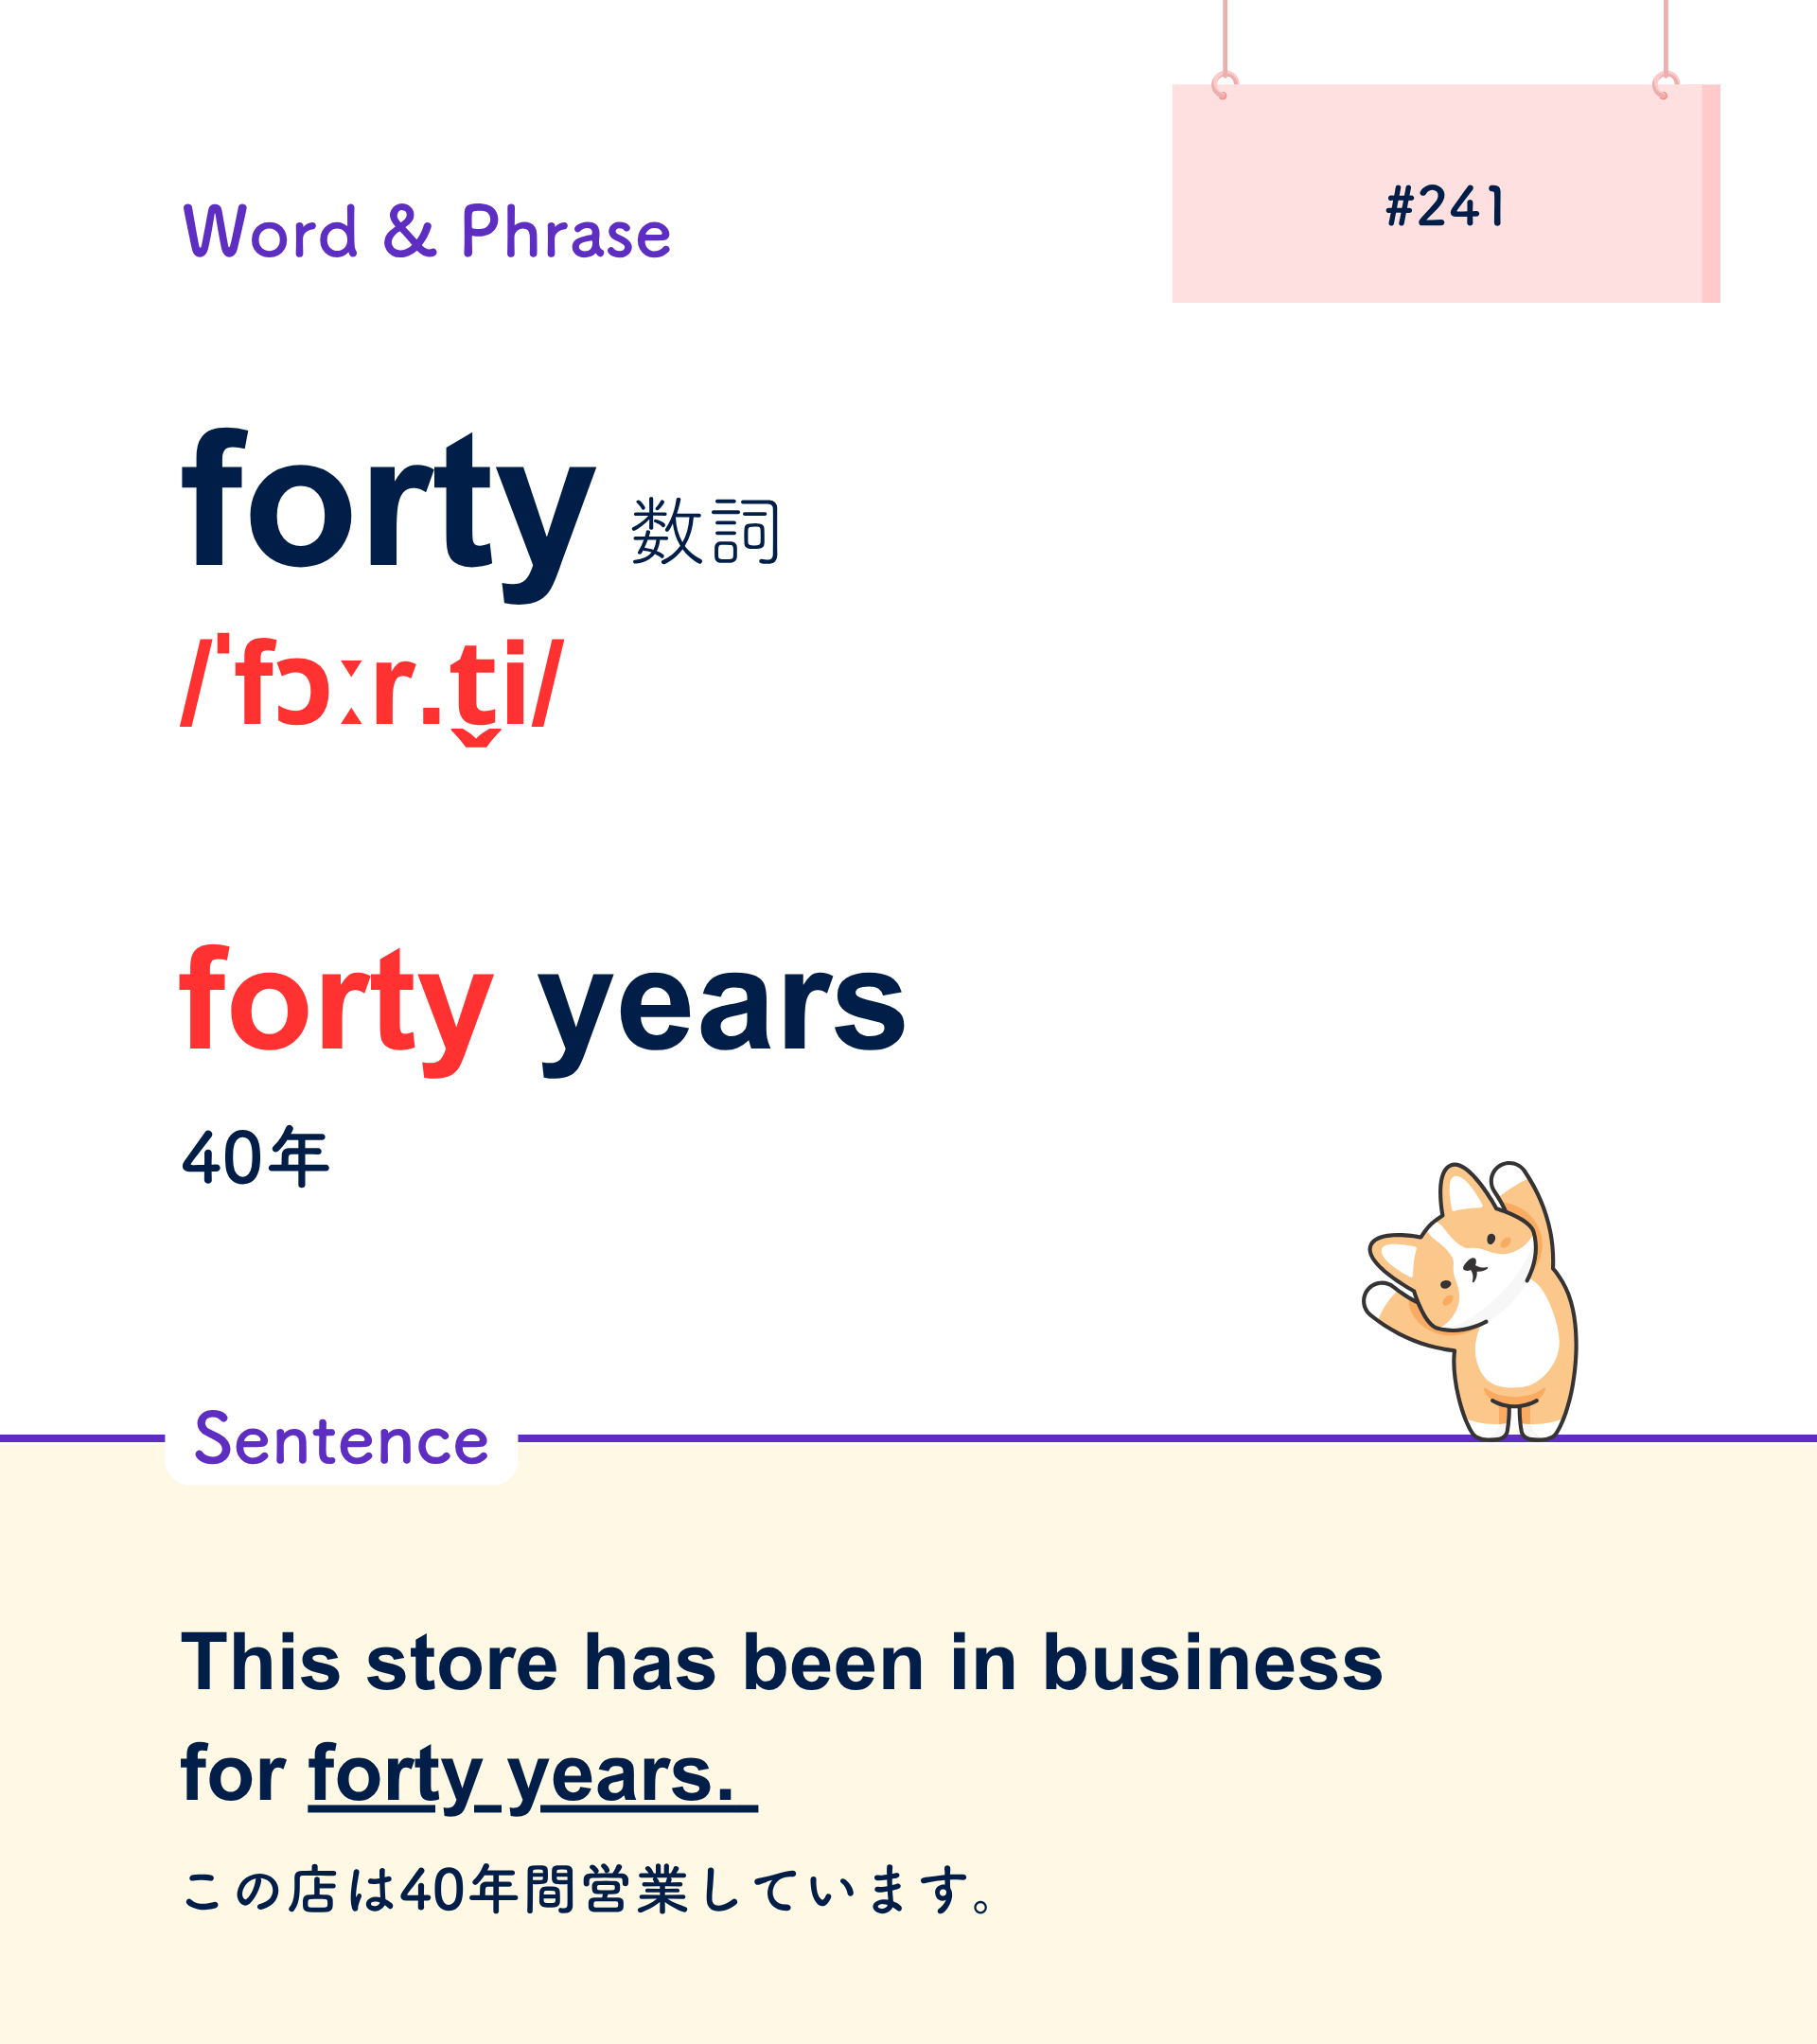 #241
Word & Phrase
forty 数詞
/ˈfɔːr.t̬i/
forty years
40年
Sentence
This store has been in business
for forty years.
この店は40年間営業しています。